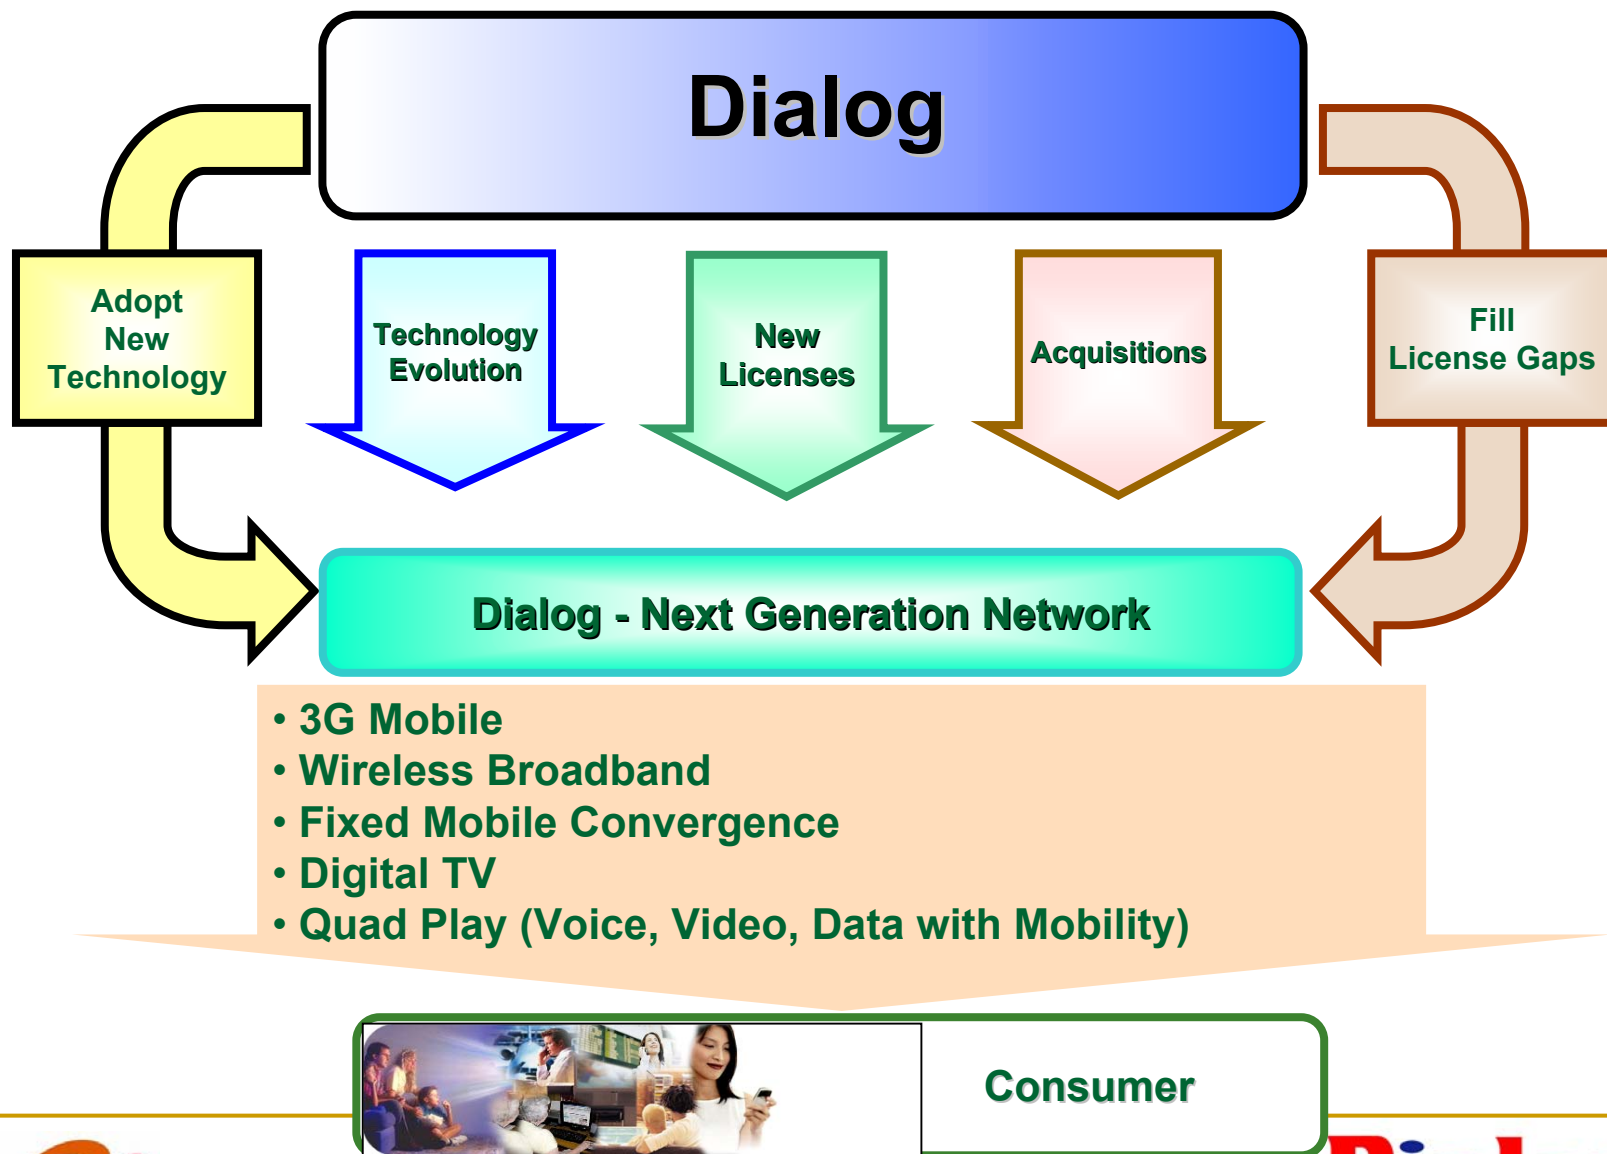 Dialog
Adopt
New
Technology
Technology
Evolution
New
Licenses
Acquisitions
Fill
License Gaps
Dialog - Next Generation Network
• 3G Mobile
• Wireless Broadband
• Fixed Mobile Convergence
• Digital TV
• Quad Play (Voice, Video, Data with Mobility)
Consumer